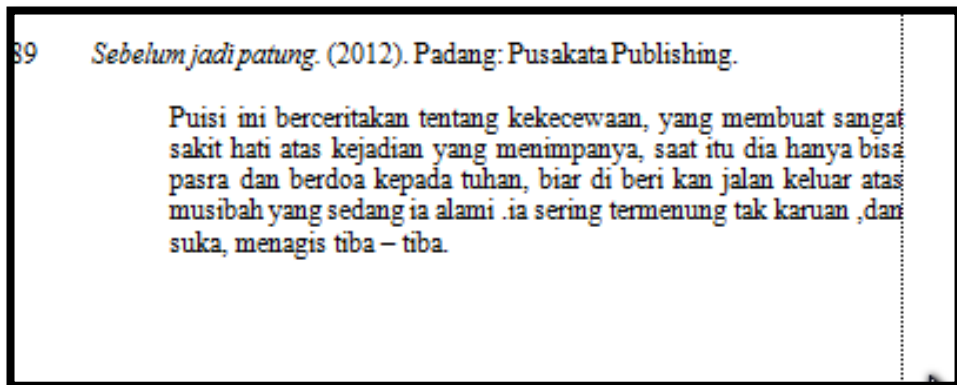 89 Sebelum jadi patung. (2012). Padang: Pusakata Publishing.
Puisi ini berceritakan tentang kekecewaan, yang membuat sangat
sakit hati atas kejadian yang menimpanya, saat itu dia hanya bisa
pasra dan berdoa kepada tuhan, biar di beri kan jalan keluar atas
musibah yang sedang ia alami .ia sering termenung tak karuan ,dan
suka, menagis tiba – tiba.